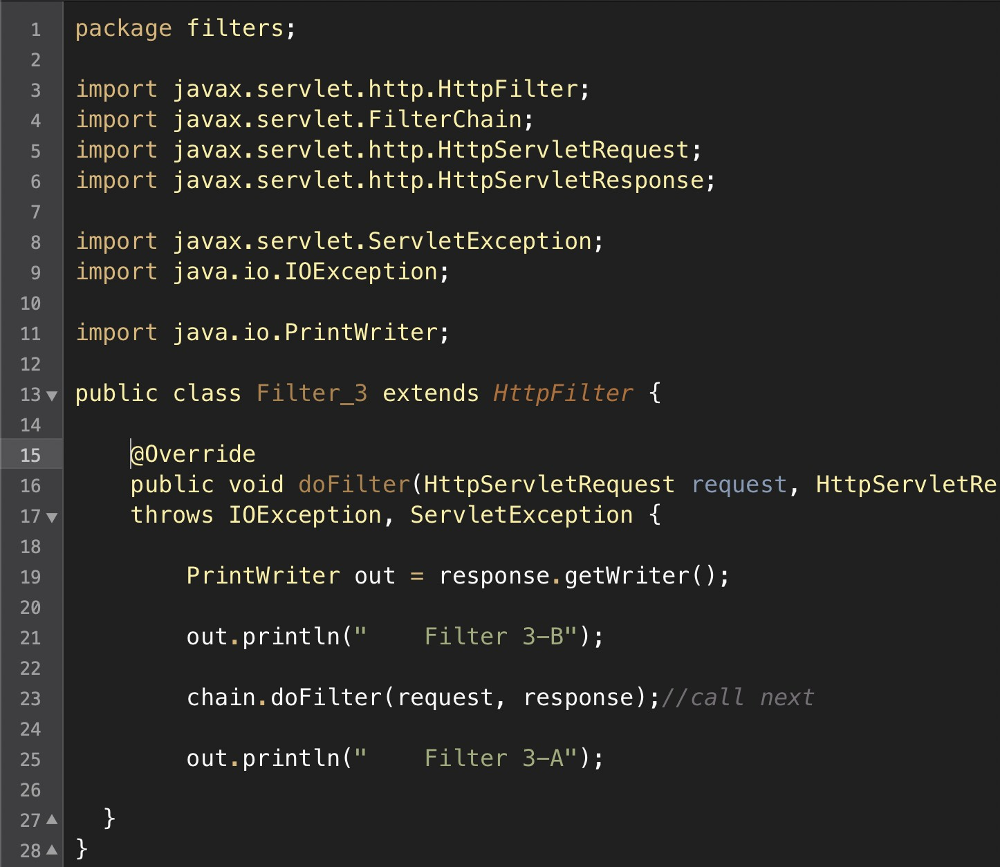 1 package filters;
2
3 import javax.servlet.http.HttpFilter;
4 import javax.servlet.FilterChain;
5 import javax.servlet.http.HttpServletRequest;
6 import javax.servlet.http.HttpServletResponse;
7
8 import javax.servlet.ServletException;
9 import java.io.IOException;
10
11 import java.io.PrintWriter;
12
13 public class Filter_3 extends HttpFilter {
14
15     @Override
16     public void doFilter(HttpServletRequest request, HttpServletRe
17     throws IOException, ServletException {
18
19         PrintWriter out = response.getWriter();
20
21         out.println("    Filter 3-B");
22
23         chain.doFilter(request, response);//call next
24
25         out.println("    Filter 3-A");
26
27   }
28 }